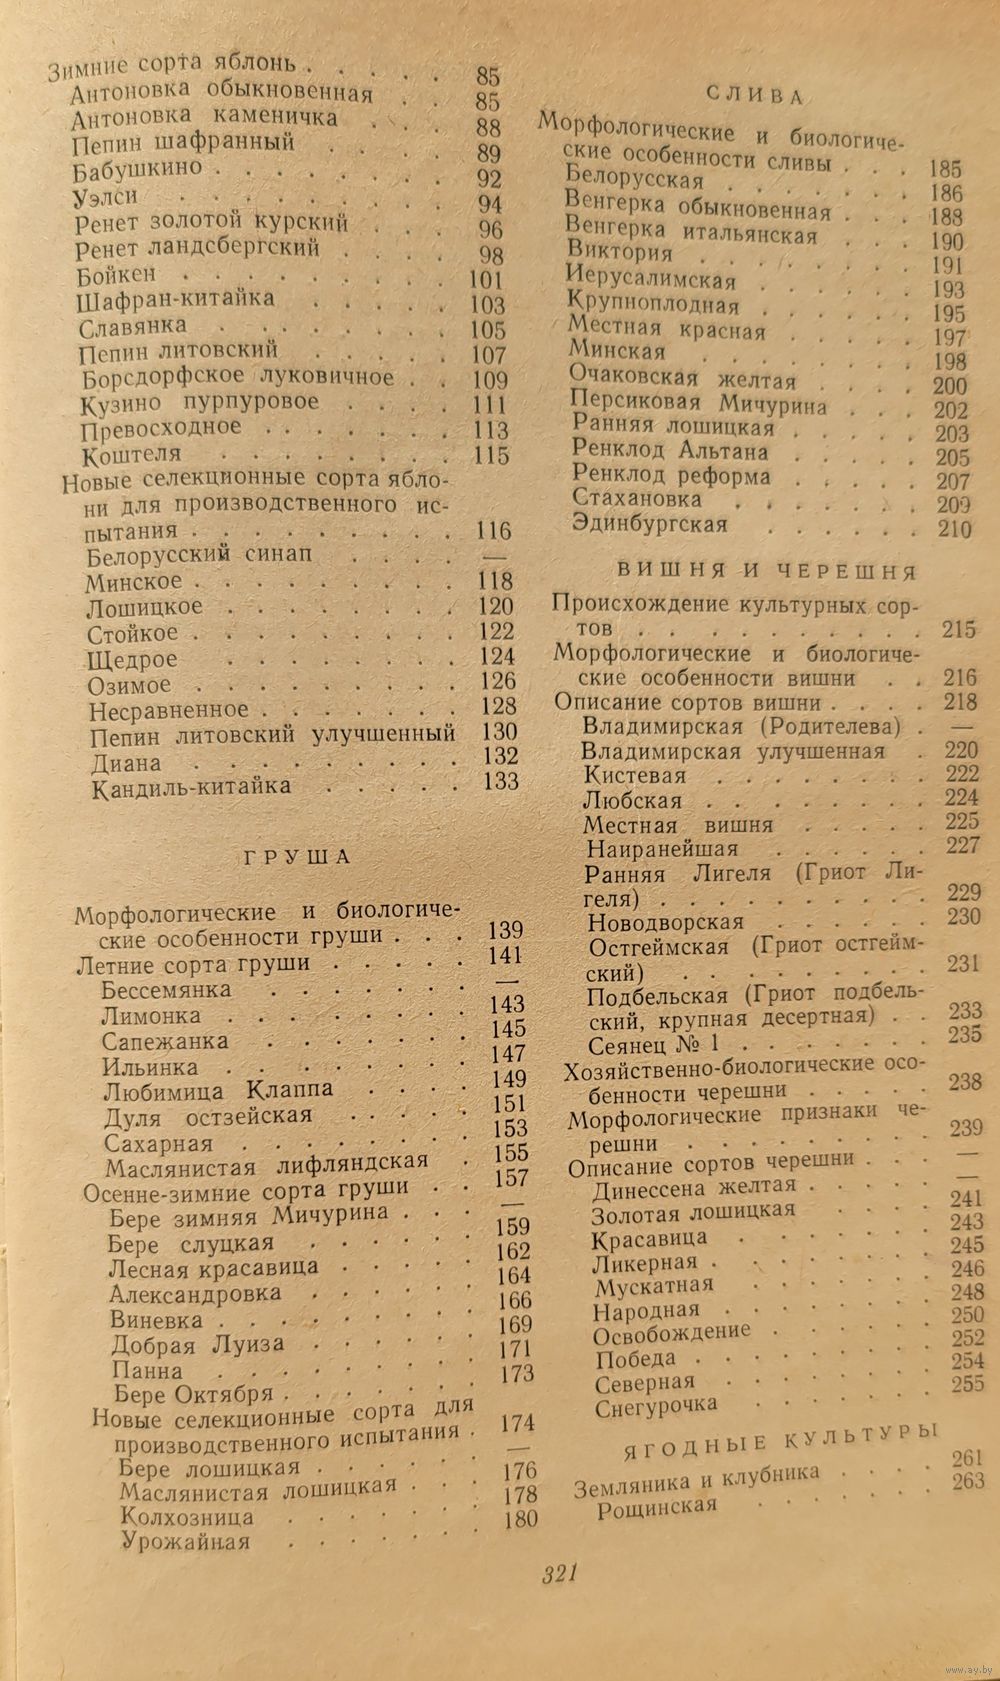 Зимние сорта яблонь . . . . . 85
Антоновка обыкновенная . . 85
Антоновка каменичка . . . 88
Пепин шафранный . . . . 89
Бабушкино . . . . . . . . 92
Уэлси . . . . . . . . 94
Ренет золотой курский . . . 96
Ренет ландсбергский . . . . 98
Бойкен . . . . . . . . 101
Шафран-китайка . . . . . 103
Славянка . . . . . . . 105
Пепин литовский . . . . . 107
Борсдорфское луковичное . . 109
Кузино пурпуровое . . . . 111
Превосходное . . . . . . . 113
Коштеля . . . . . . . . 115
Новые селекционные сорта ябло-
ни для производственного ис-
пытания . . . . . . . . . 116
Белорусский синап . . . . —
Минское . . . . . . . . . 118
Лошицкое . . . . . . . . 120
Стойкое . . . . . . . . . 122
Щедрое . . . . . . . . 124
Озимое . . . . . . . . . 126
Несравненное . . . . . . . 128
Пепин литовский улучшенный 130
Диана . . . . . . . . . 132
Кандиль-китайка . . . . . 133
ГРУША
Морфологические и биологиче-
ские особенности груши . . . 139
Летние сорта груши . . . . . 141
Бессемянка . . . . . . . —
Лимонка . . . . . . . . 143
Сапежанка . . . . . . . 145
Ильинка . . . . . . . . 147
Любимица Клаппа . . . . 149
Дуля остзейская . . . . . 151
Сахарная . . . . . . . . 153
Маслянистая лифляндская . 155
Осенне-зимние сорта груши . . 157
Бере зимняя Мичурина . . . —
Бере слуцкая . . . . . . 159
Лесная красавица . . . . . 162
Александровка . . . . . . 164
Виневка . . . . . . . . 166
Добрая Луиза . . . . . . 169
Панна . . . . . . . . 171
Бере Октября . . . . . . . 173
Новые селекционные сорта для
производственного испытания . 174
Бере лошицкая . . . . . . —
Маслянистая лошицкая . . . 176
Колхозница . . . . . . 178
Урожайная . . . . . . 180
СЛИВА
Морфологические и биологиче-
ские особенности сливы . . . 185
Белорусская . . . . . . . 186
Венгерка обыкновенная . . . 188
Венгерка итальянская . . . 190
Виктория . . . . . . . 191
Иерусалимская . . . . . . 193
Крупноплодная . . . . . . 195
Местная красная . . . . . 197
Минская . . . . . . . 198
Очаковская желтая . . . . 200
Персиковая Мичурина . . . 202
Ранняя лошицкая . . . . . 203
Ренклод Альтана . . . . . 205
Ренклод реформа . . . . . 207
Стахановка . . . . . . . 209
Эдинбургская . . . . . . 210
ВИШНЯ И ЧЕРЕШНЯ
Происхождение культурных сор-
тов . . . . . . . . . . 215
Морфологические и биологиче-
ские особенности вишни . . 216
Описание сортов вишни . . . . 218
Владимирская (Родителева) . —
Владимирская улучшенная . 220
Кистевая . . . . . . . 222
Любская . . . . . . . . 224
Местная вишня . . . . . 225
Наиранейшая . . . . . . 227
Ранняя Лигеля (Гриот Ли-
геля) . . . . . . . . . . 229
Новодворская . . . . . . 230
Остгеймская (Гриот остгейм-
ский) . . . . . . . . . 231
Подбельская (Гриот подбель-
ский, крупная десертная) . . 233
Сеянец № 1 . . . . . . . 235
Хозяйственно-биологические осо-
бенности черешни . . . . . 238
Морфологические признаки че-
решни . . . . . . . . . 239
Описание сортов черешни . . . —
Динессена желтая . . . . . —
Золотая лошицкая . . . . 241
Красавица . . . . . . . 243
Ликерная . . . . . . . . 245
Мускатная . . . . . . 246
Народная . . . . . . . 248
Освобождение . . . . . . 250
Победа . . . . . . . . 252
Северная . . . . . . . 254
Снегурочка . . . . . . 255
ЯГОДНЫЕ КУЛЬТУРЫ
Земляника и клубника . . . . 261
Рощинская . . . . . . 263
321
www.ay.by